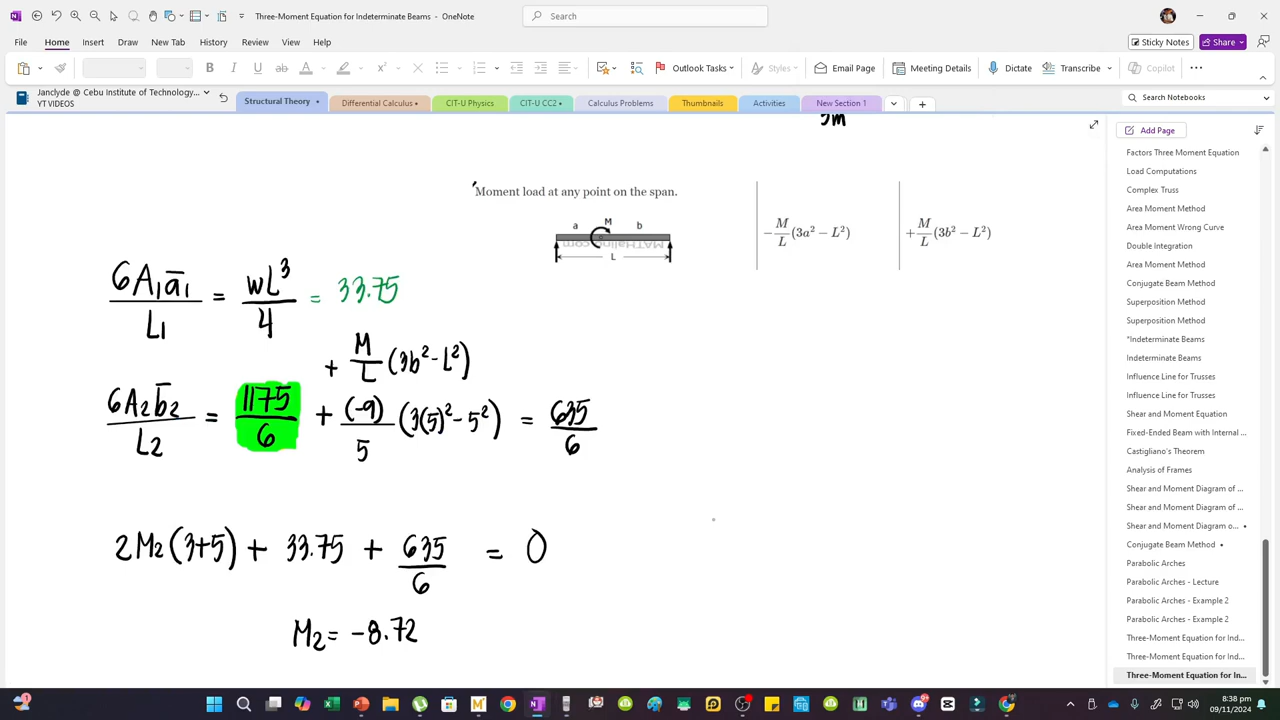 Three-Moment Equation for Indeterminate Beams - OneNote
Search
File Home Insert Draw New Tab History Review View Help
Sticky Notes Share
Outlook Tasks Styles Email Page Meeting Details Dictate Transcribe Copilot
Janclyde @ Cebu Institute of Technology...
YT VIDEOS
Structural Theory Differential Calculus CIT-U Physics CIT-U CC2 Calculus Problems Thumbnails Activities New Section 1
Search Notebooks
5m
Add Page
Factors Three Moment Equation
Load Computations
Complex Truss
Area Moment Method
Area Moment Wrong Curve
Double Integration
Area Moment Method
Conjugate Beam Method
Superposition Method
Superposition Method
*Indeterminate Beams
Indeterminate Beams
Influence Line for Trusses
Influence Line for Trusses
Shear and Moment Equation
Fixed-Ended Beam with Internal ...
Castigliano's Theorem
Analysis of Frames
Shear and Moment Diagram of ...
Shear and Moment Diagram of ...
Shear and Moment Diagram o...
Conjugate Beam Method
Parabolic Arches
Parabolic Arches - Lecture
Parabolic Arches - Example 2
Parabolic Arches - Example 2
Three-Moment Equation for Ind...
Three-Moment Equation for Ind...
Three-Moment Equation for In...
Moment load at any point on the span.
a M b
MATHalino.com
L
−M/L(3a² − L²) +M/L(3b² − L²)
6A₁a̅₁/L₁ = wL³/4 = 33.75
+ M/L (3b² − L²)
6A₂b̅₂/L₂ = 1175/6 + (-9)/5 (3(5)² − 5²) = 635/6
2M₂(3+5) + 33.75 + 635/6 = 0
M₂ = −8.72
8:38 pm
09/11/2024